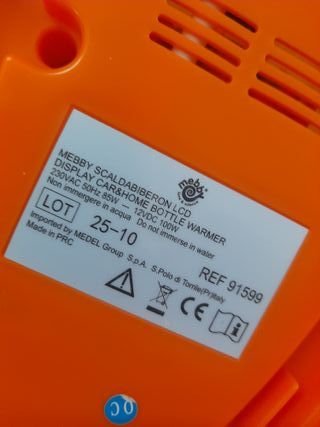 mebby
MEBBY SCALDABIBERON LCD
DISPLAY CAR&HOME BOTTLE WARMER
230VAC 50Hz 85W — 12VDC 100W
Non immergere in acqua Do not immerse in water
LOT 25-10
REF 91599
Imported by MEDEL Group S.p.A S.Polo di Torrile(Pr)Italy
Made in PRC
CE
QC